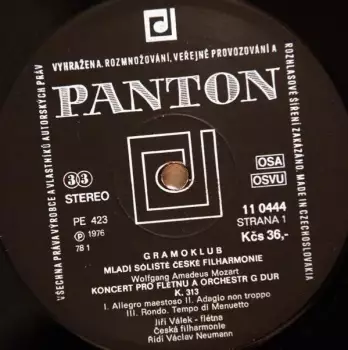 VŠECHNA PRÁVA VÝROBCE A VLASTNÍKŮ AUTORSKÝCH PRÁV VYHRAŽENA. ROZMNOŽOVÁNÍ, VEŘEJNÉ PROVOZOVÁNÍ A ROZHLASOVÉ ŠÍŘENÍ ZAKÁZÁNO. MADE IN CZECHOSLOVAKIA
PANTON
33
STEREO
PE 423
℗ 1976
78 1
OSA
OSVU
11 0444
STRANA 1
Kčs 36,-
GRAMOKLUB
MLADÍ SÓLISTÉ ČESKÉ FILHARMONIE
Wolfgang Amadeus Mozart
KONCERT PRO FLÉTNU A ORCHESTR G DUR
K. 313
I. Allegro maestoso II. Adagio non troppo
III. Rondo. Tempo di Menuetto
Jiří Válek - flétna
Česká filharmonie
Řídí Václav Neumann